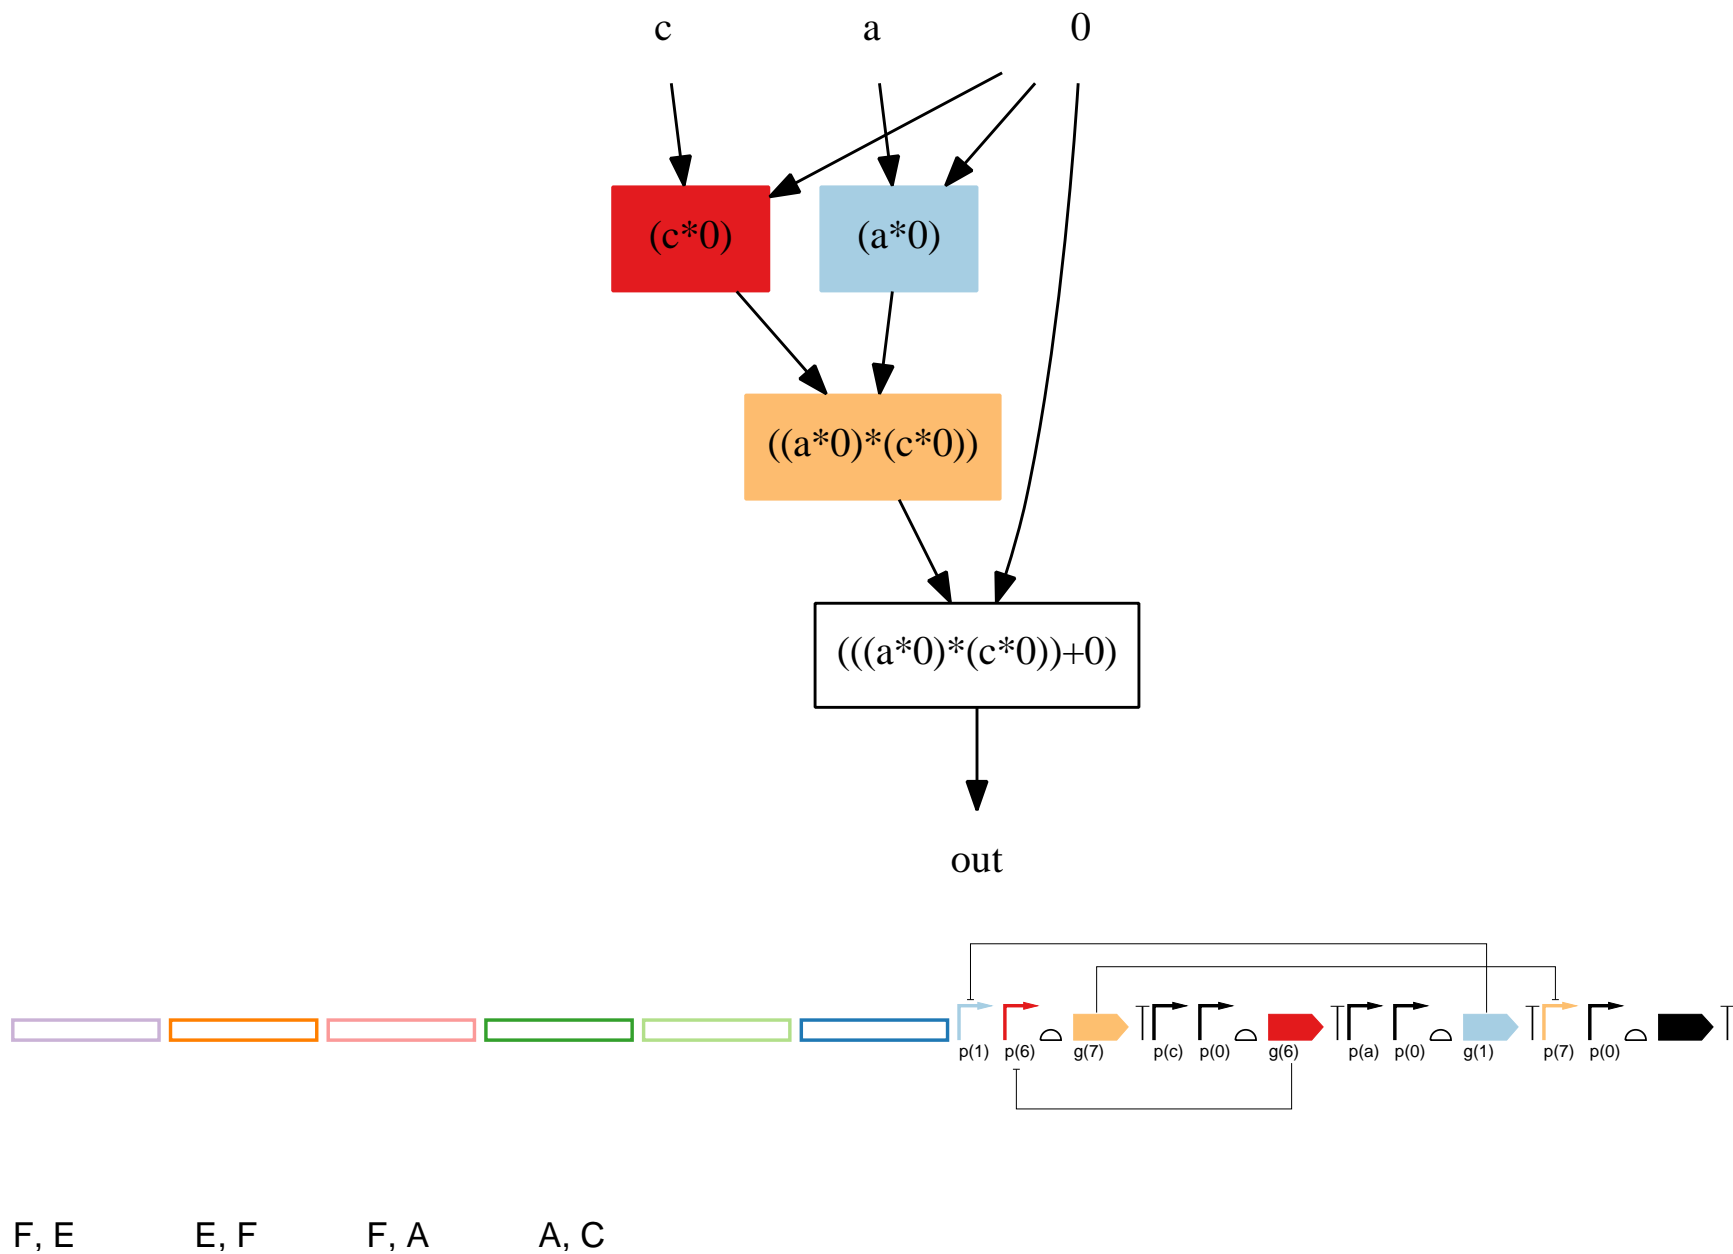 c a 0
(c*0) (a*0)
((a*0)*(c*0))
(((a*0)*(c*0))+0)
out
p(1) p(6) g(7) p(c) p(0) g(6) p(a) p(0) g(1) p(7) p(0)
F, E E, F F, A A, C